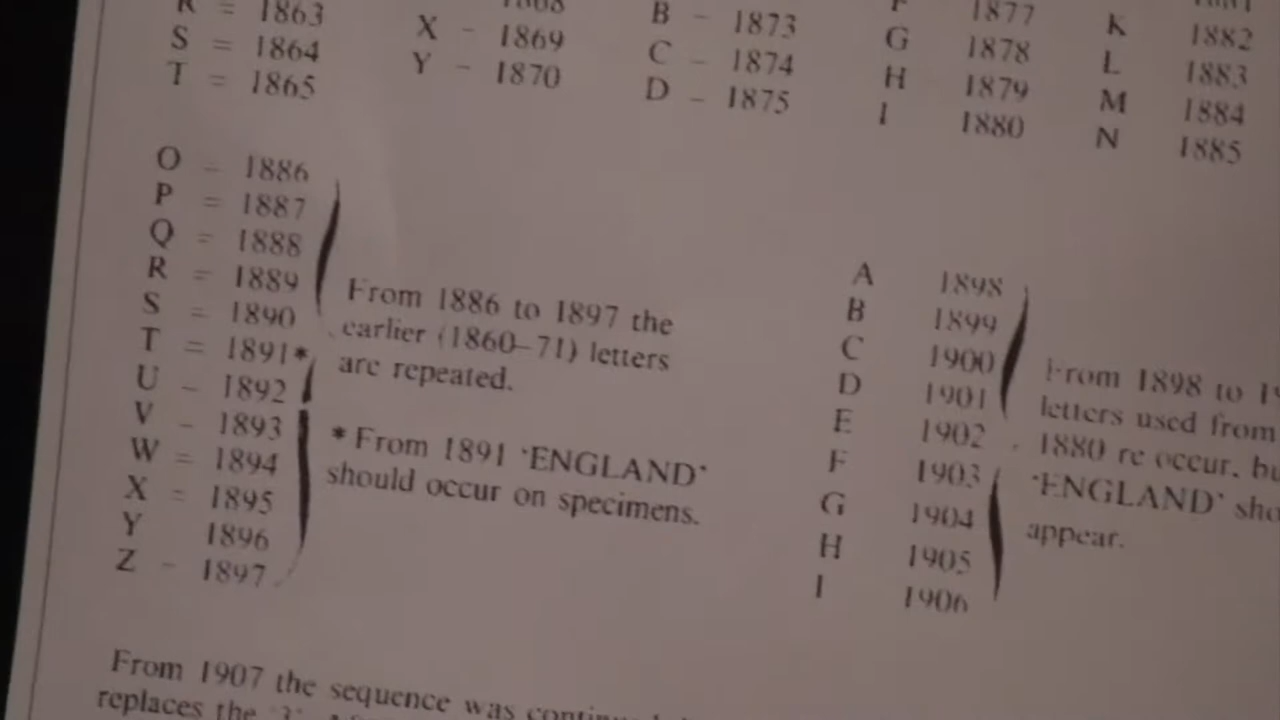 R = 1863
S = 1864
T = 1865
1868
X - 1869
Y - 1870
B - 1873
C - 1874
D - 1875
F 1877
G 1878
H 1879
I 1880
K 1882
L 1883
M 1884
N 1885
O - 1886
P = 1887
Q = 1888
R = 1889
S = 1890
T = 1891*
U - 1892
V - 1893
W = 1894
X = 1895
Y 1896
Z - 1897
From 1886 to 1897 the
earlier (1860–71) letters
are repeated.
* From 1891 'ENGLAND'
should occur on specimens.
A 1898
B 1899
C 1900
D 1901
E 1902
F 1903
G 1904
H 1905
I 1906
From 1898 to
letters used from
1880 re occur,
'ENGLAND'
appear.
From 1907 the sequence was
replaces the '3'.